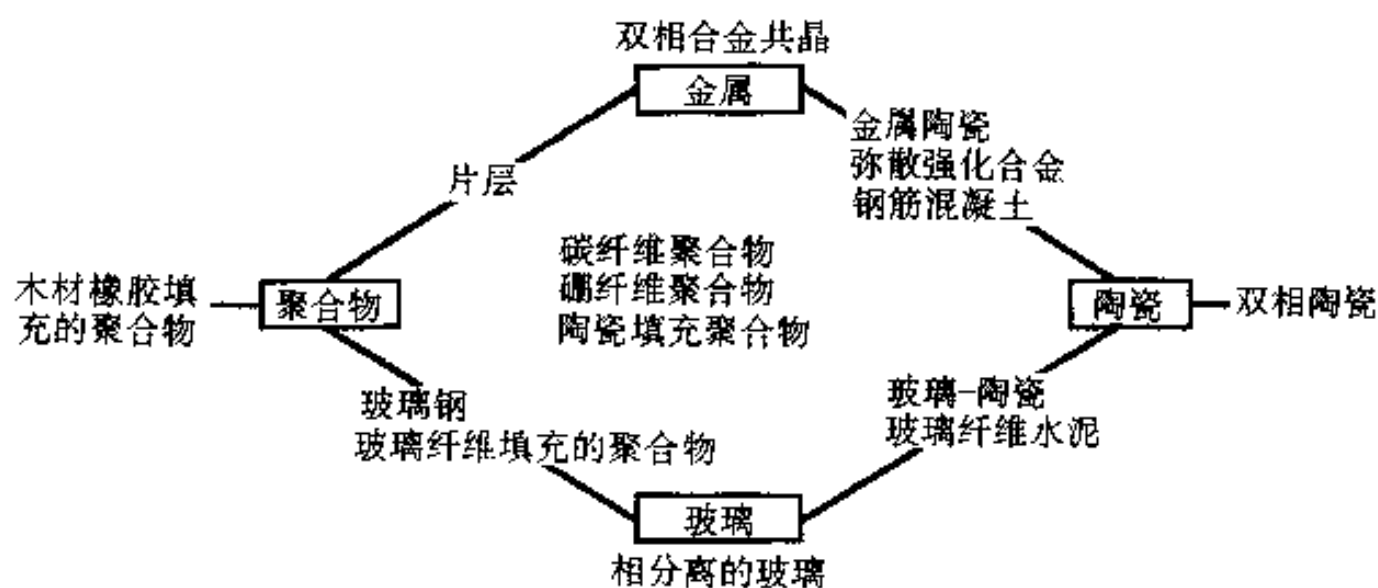 双相合金共晶
金属
金属陶瓷
弥散强化合金
钢筋混凝土
片层
碳纤维聚合物
硼纤维聚合物
陶瓷填充聚合物
木材橡胶填
充的聚合物
聚合物
陶瓷
双相陶瓷
玻璃钢
玻璃纤维填充的聚合物
玻璃-陶瓷
玻璃纤维水泥
玻璃
相分离的玻璃